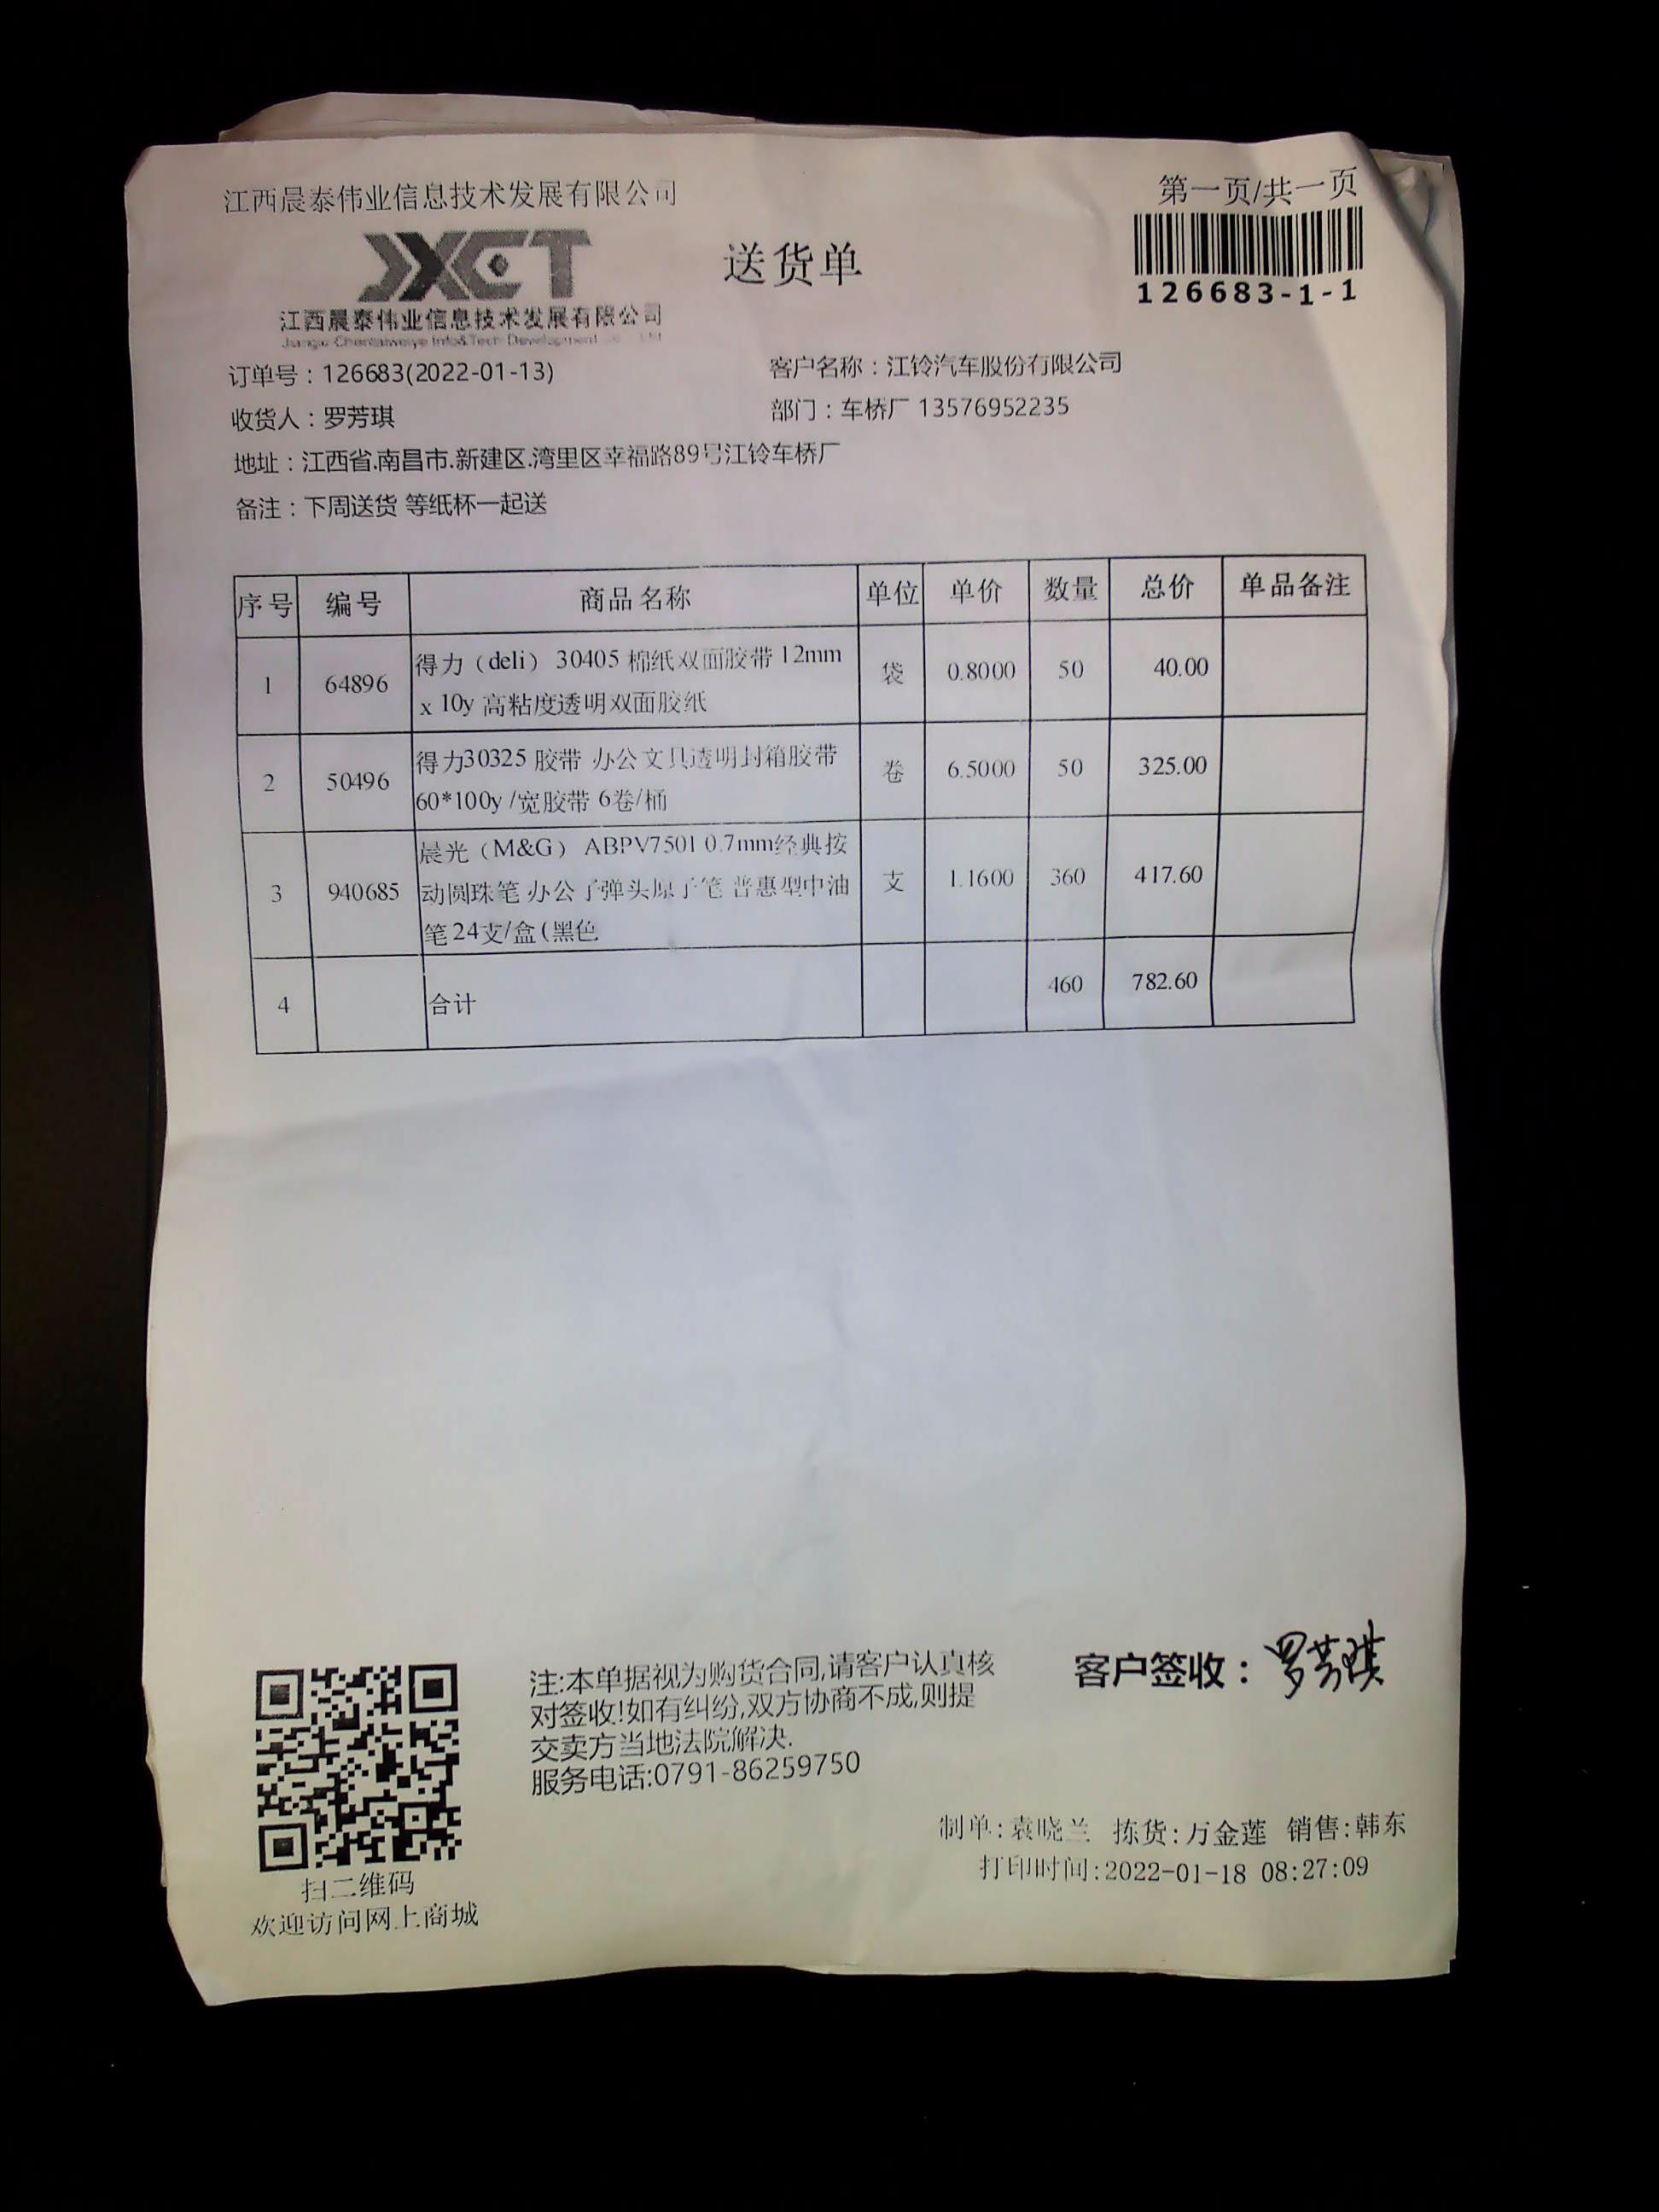 江西晨泰伟业信息技术发展有限公司
第一页/共一页
JXCT
送货单
126683-1-1
江西晨泰伟业信息技术发展有限公司
Jiangxi Chentaiweiye Info&Tech Development
订单号：126683(2022-01-13)
客户名称：江铃汽车股份有限公司
收货人：罗芳琪
部门：车桥厂 13576952235
地址：江西省.南昌市.新建区.湾里区幸福路89号江铃车桥厂
备注：下周送货 等纸杯一起送
序号 编号 商品名称 单位 单价 数量 总价 单品备注
1 64896 得力（deli） 30405 棉纸双面胶带 12mm
x 10y 高粘度透明双面胶纸 袋 0.8000 50 40.00
2 50496 得力30325 胶带 办公文具透明封箱胶带
60*100y /宽胶带 6卷/桶 卷 6.5000 50 325.00
3 940685 晨光（M&G） ABPV7501 0.7mm经典按
动圆珠笔 办公子弹头原子笔 普惠型中油 支 1.1600 360 417.60
笔 24支/盒 (黑色
4 合计 460 782.60
注:本单据视为购货合同,请客户认真核
对签收!如有纠纷,双方协商不成,则提
交卖方当地法院解决.
服务电话:0791-86259750
客户签收：罗芳琪
制单: 袁晓兰 拣货: 万金莲 销售: 韩东
打印时间:2022-01-18 08:27:09
扫二维码
欢迎访问网上商城